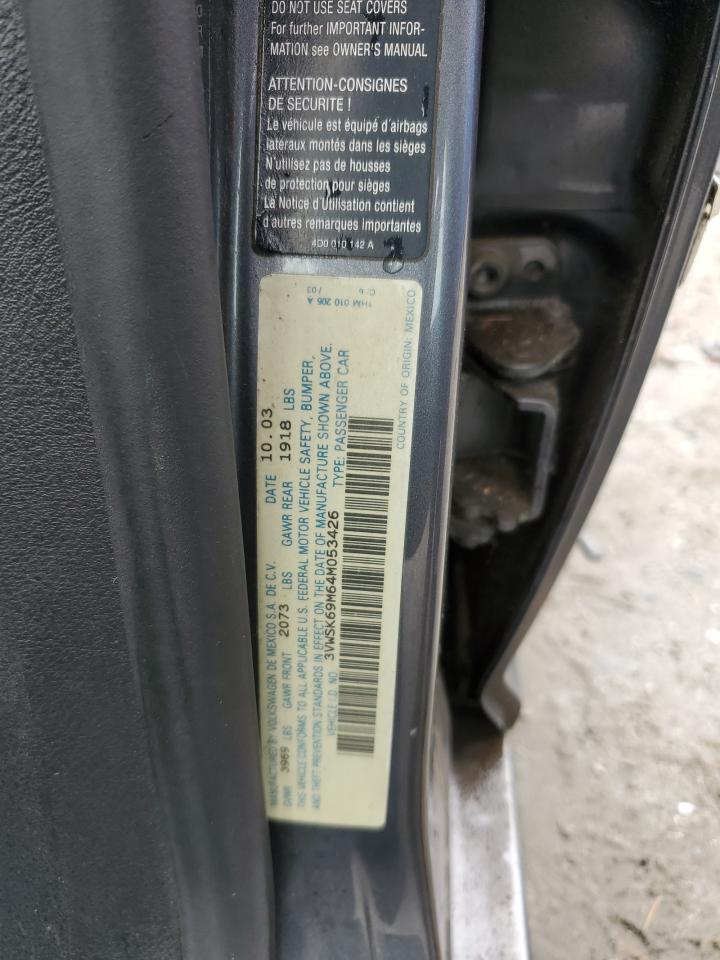 DO NOT USE SEAT COVERS
For further IMPORTANT INFOR-
MATION see OWNER'S MANUAL
ATTENTION-CONSIGNES
DE SECURITE !
Le véhicule est équipé d'airbags
lateraux montés dans les sièges
N'utilisez pas de housses
de protection pour sièges
La Notice d'Utilisation contient
d'autres remarques importantes
4D0 010 142 A
MANUFACTURED BY VOLKSWAGEN DE MEXICO S.A. DE C.V. DATE 10.03
GVWR 3969 LBS GAWR FRONT 2073 LBS GAWR REAR 1918 LBS
THIS VEHICLE CONFORMS TO ALL APPLICABLE U.S. FEDERAL MOTOR VEHICLE SAFETY, BUMPER,
AND THEFT PREVENTION STANDARDS IN EFFECT ON THE DATE OF MANUFACTURE SHOWN ABOVE.
VEHICLE I.D. NO 3VWSK69M64M053426 TYPE: PASSENGER CAR
COUNTRY OF ORIGIN: MEXICO
1HM 010 205 A
/ 03